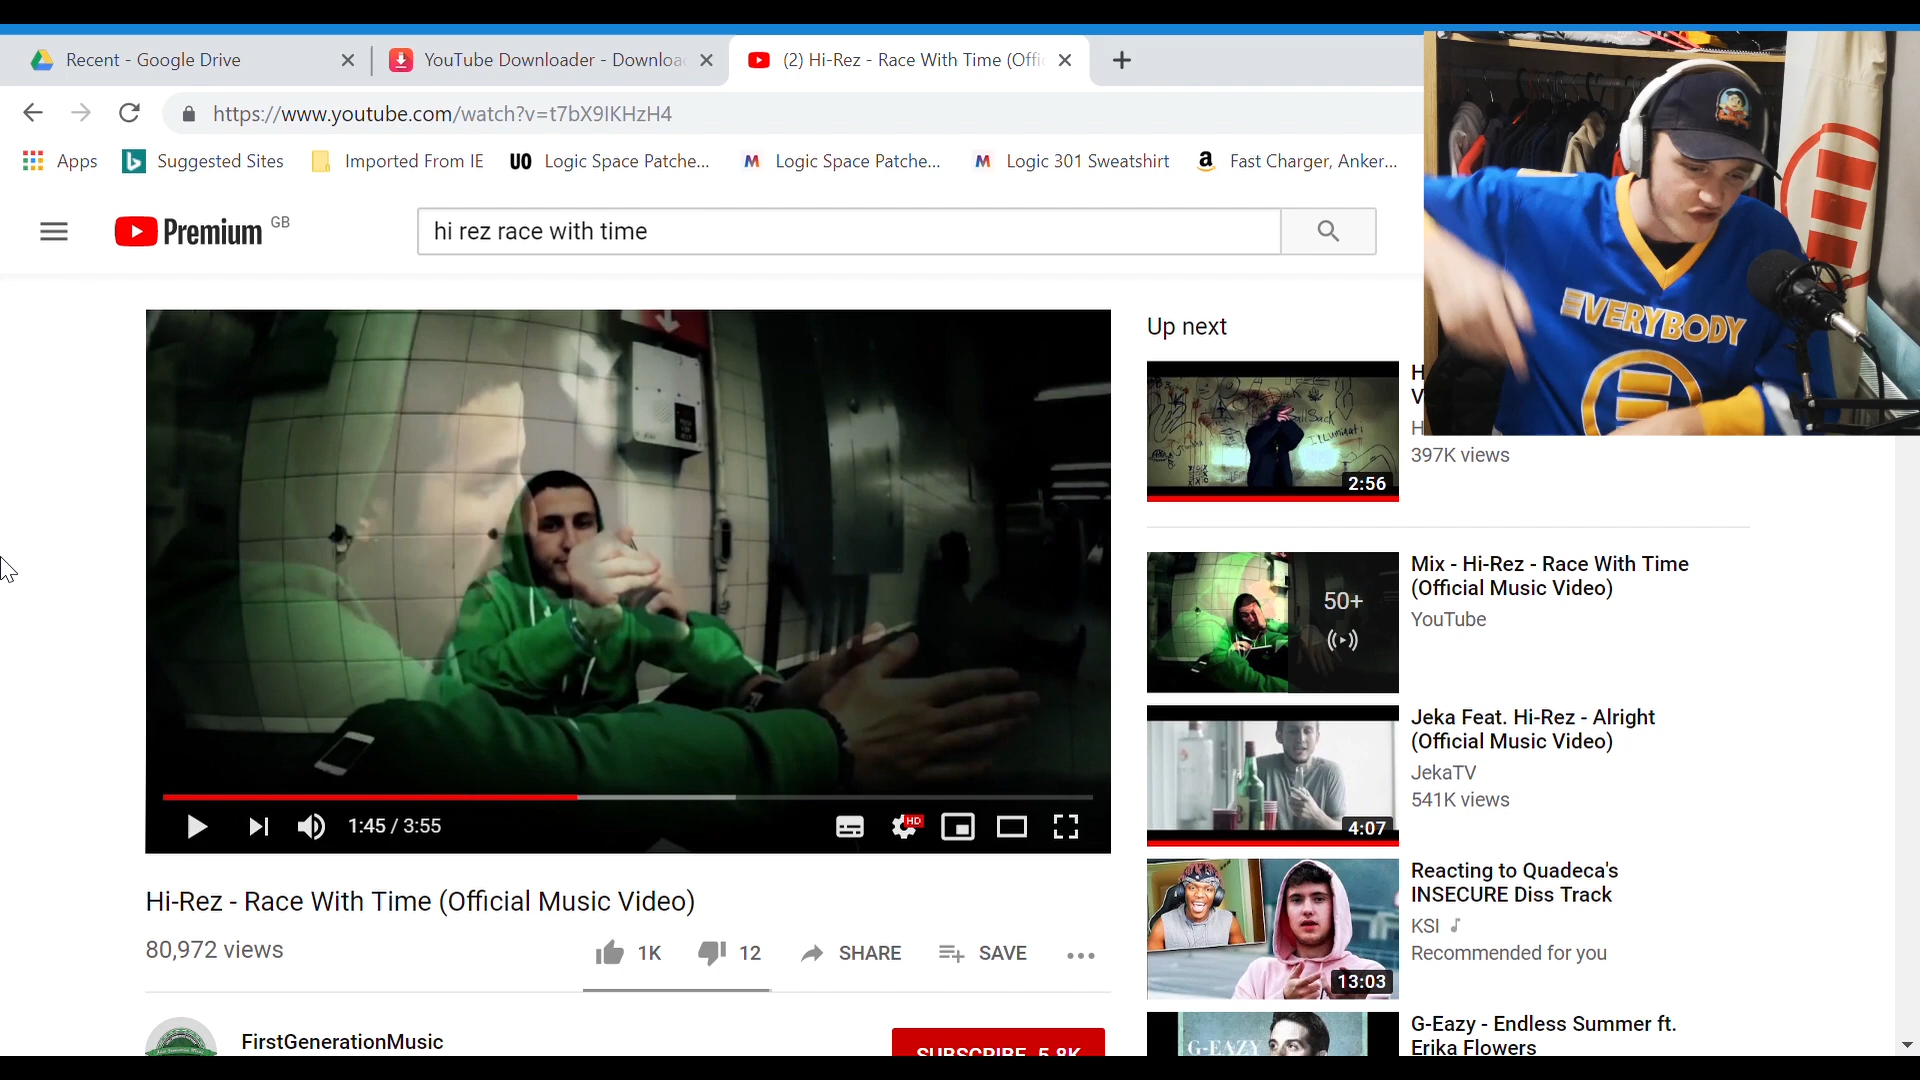 Recent - Google Drive
YouTube Downloader - Downloa
(2) Hi-Rez - Race With Time (Offi
https://www.youtube.com/watch?v=t7bX9IKHzH4
Apps
Suggested Sites
Imported From IE
UO Logic Space Patche...
M Logic Space Patche...
M Logic 301 Sweatshirt
a Fast Charger, Anker...
Premium GB
hi rez race with time
EVERYBODY
Up next
397K views
2:56
Illuminati
Mix - Hi-Rez - Race With Time
(Official Music Video)
YouTube
50+
Jeka Feat. Hi-Rez - Alright
(Official Music Video)
JekaTV
541K views
4:07
1:45 / 3:55
HD
Reacting to Quadeca's
INSECURE Diss Track
KSI
Recommended for you
13:03
Hi-Rez - Race With Time (Official Music Video)
80,972 views
1K
12
SHARE
SAVE
G-Eazy - Endless Summer ft.
Erika Flowers
G-EAZY
FirstGenerationMusic
SUBSCRIBE 5.8K